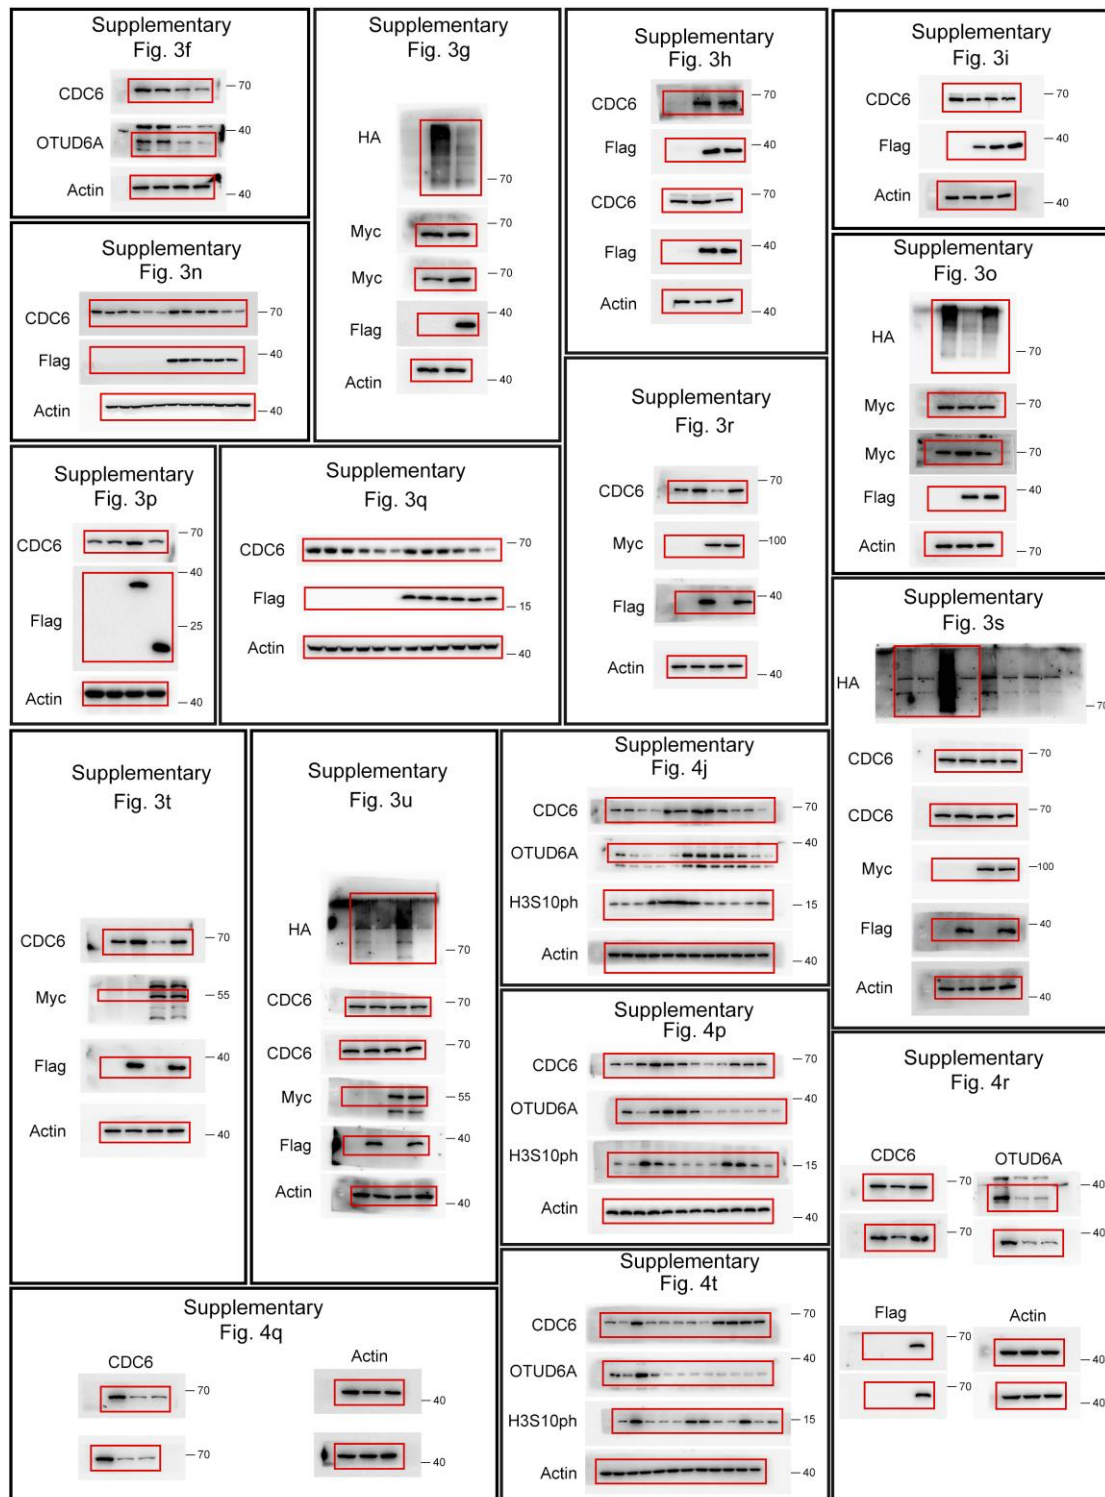 Supplementary
Fig. 3f
CDC6
70
OTUD6A
40
Actin
40
Supplementary
Fig. 3g
HA
70
Myc
70
Myc
70
Flag
40
Actin
40
Supplementary
Fig. 3h
CDC6
70
Flag
40
CDC6
70
Flag
40
Actin
40
Supplementary
Fig. 3i
CDC6
70
Flag
40
Actin
40
Supplementary
Fig. 3n
CDC6
70
Flag
40
Actin
40
Supplementary
Fig. 3o
HA
70
Myc
70
Myc
70
Flag
40
Actin
70
Supplementary
Fig. 3p
CDC6
70
Flag
40
25
Actin
40
Supplementary
Fig. 3q
CDC6
70
Flag
15
Actin
40
Supplementary
Fig. 3r
CDC6
70
Myc
100
Flag
40
Actin
40
Supplementary
Fig. 3s
HA
70
CDC6
70
CDC6
70
Myc
100
Flag
40
Actin
40
Supplementary
Fig. 3t
CDC6
70
Myc
55
Flag
40
Actin
40
Supplementary
Fig. 3u
HA
70
CDC6
70
CDC6
70
Myc
55
Flag
40
Actin
40
Supplementary
Fig. 4j
CDC6
70
OTUD6A
40
H3S10ph
15
Actin
40
Supplementary
Fig. 4p
CDC6
70
OTUD6A
40
H3S10ph
15
Actin
40
Supplementary
Fig. 4r
CDC6
70
70
OTUD6A
40
40
Flag
70
70
Actin
40
40
Supplementary
Fig. 4q
CDC6
70
70
Actin
40
40
Supplementary
Fig. 4t
CDC6
70
OTUD6A
40
H3S10ph
15
Actin
40